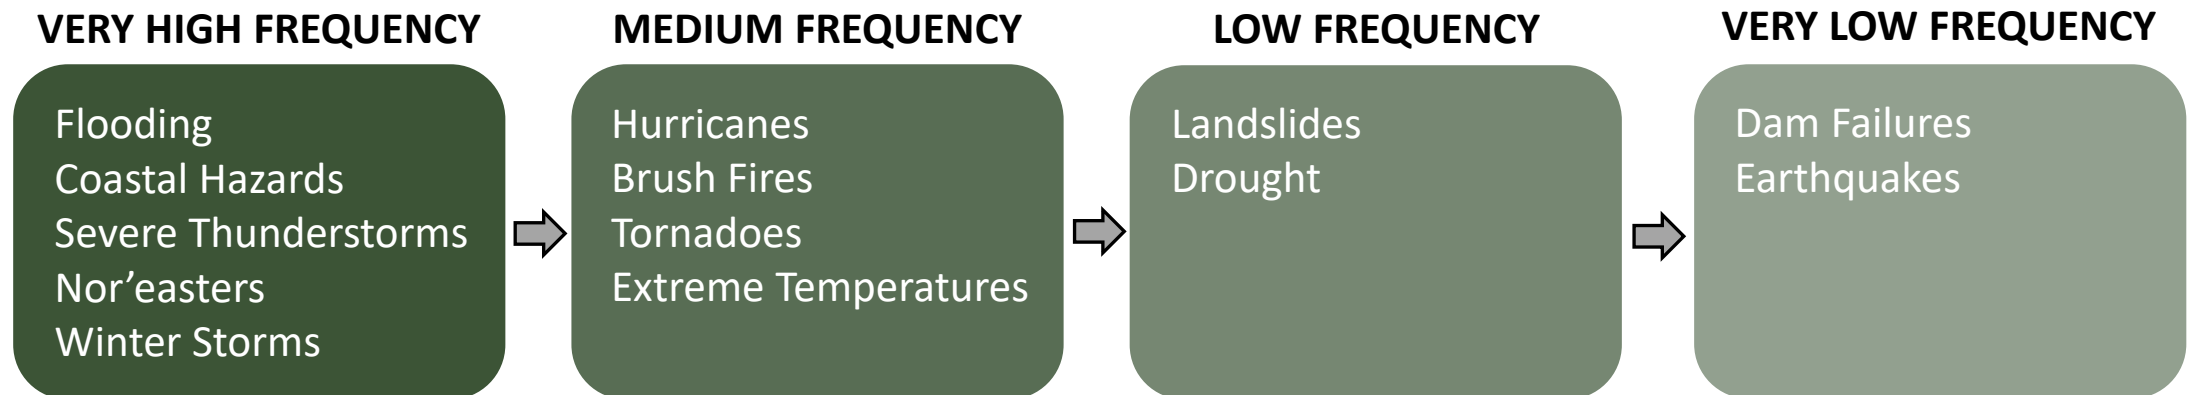 VERY HIGH FREQUENCY
Flooding
Coastal Hazards
Severe Thunderstorms
Nor’easters
Winter Storms
MEDIUM FREQUENCY
Hurricanes
Brush Fires
Tornadoes
Extreme Temperatures
LOW FREQUENCY
Landslides
Drought
VERY LOW FREQUENCY
Dam Failures
Earthquakes